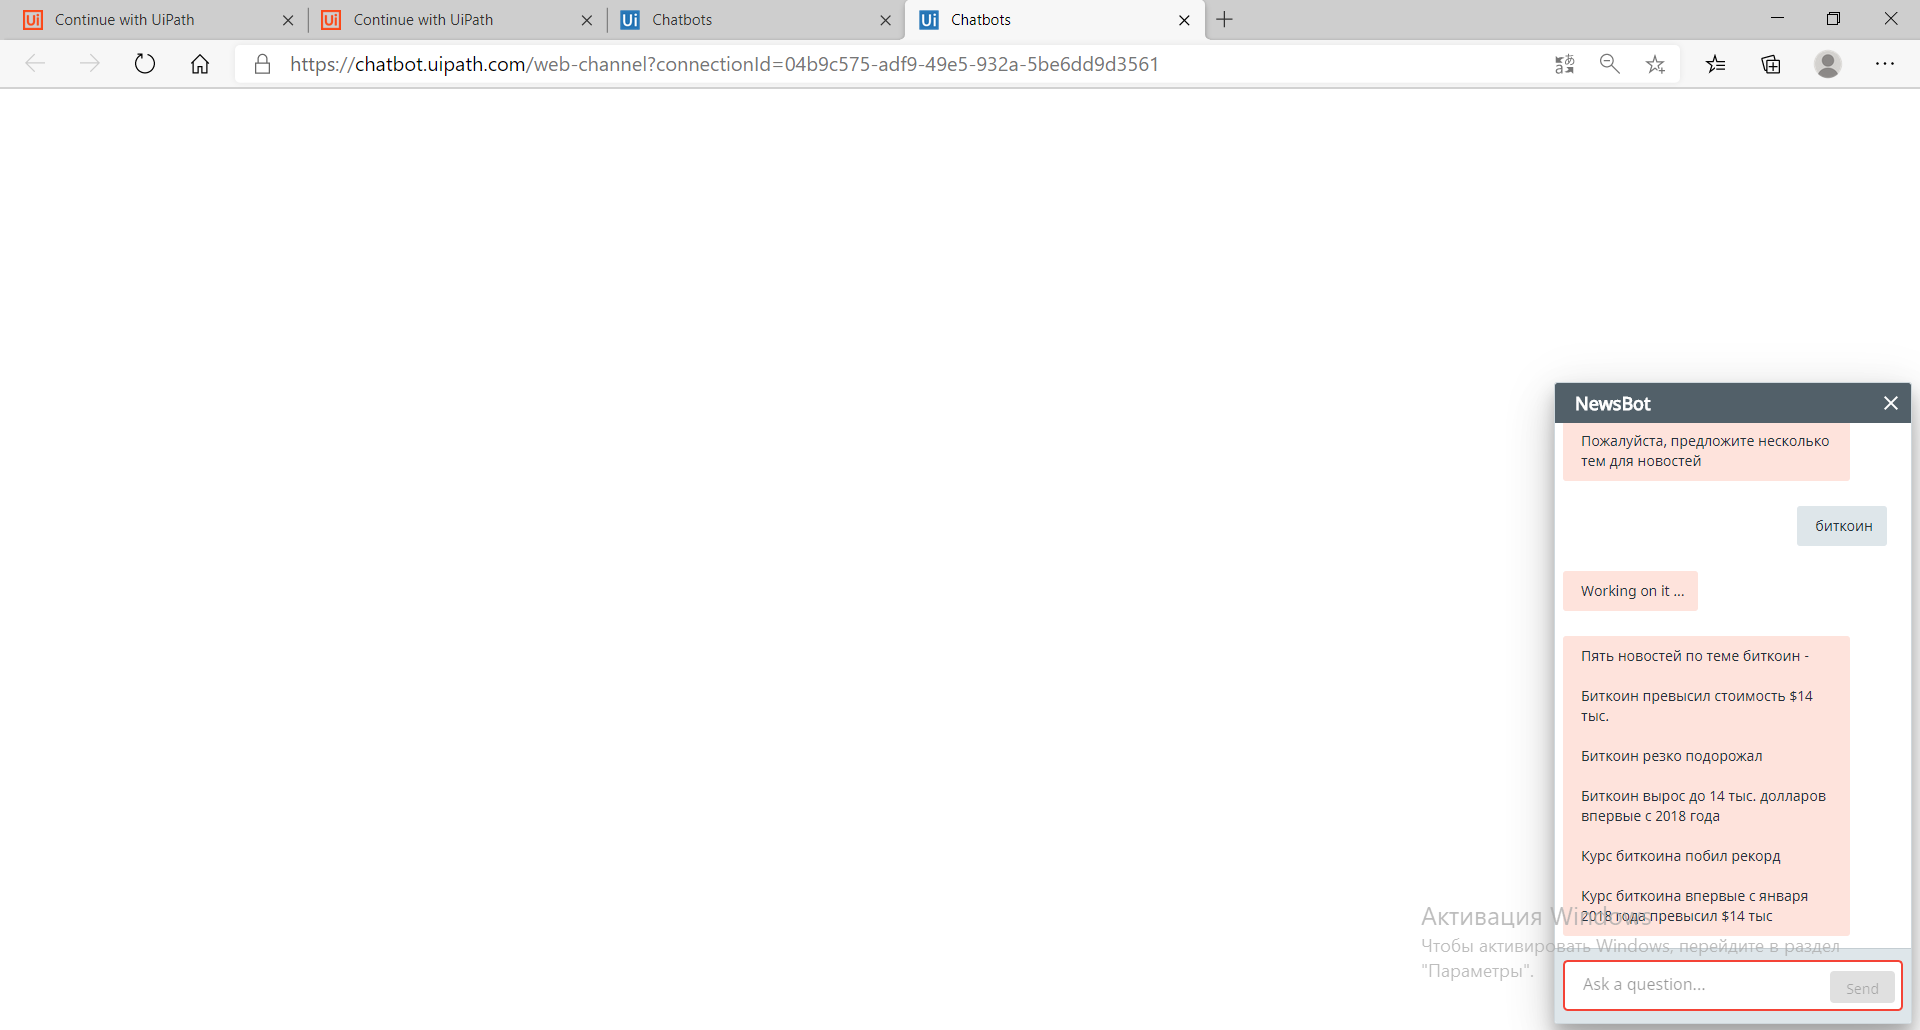 Ui Continue with UiPath
Ui Continue with UiPath
Ui Chatbots
Ui Chatbots
https://chatbot.uipath.com/web-channel?connectionId=04b9c575-adf9-49e5-932a-5be6dd9d3561
NewsBot
Пожалуйста, предложите несколько
тем для новостей
биткоин
Working on it ...
Пять новостей по теме биткоин -
Биткоин превысил стоимость $14
тыс.
Биткоин резко подорожал
Биткоин вырос до 14 тыс. долларов
впервые с 2018 года
Курс биткоина побил рекорд
Курс биткоина впервые с января
2018 года превысил $14 тыс
Активация Windows
Чтобы активировать Windows, перейдите в раздел
"Параметры".
Ask a question...
Send